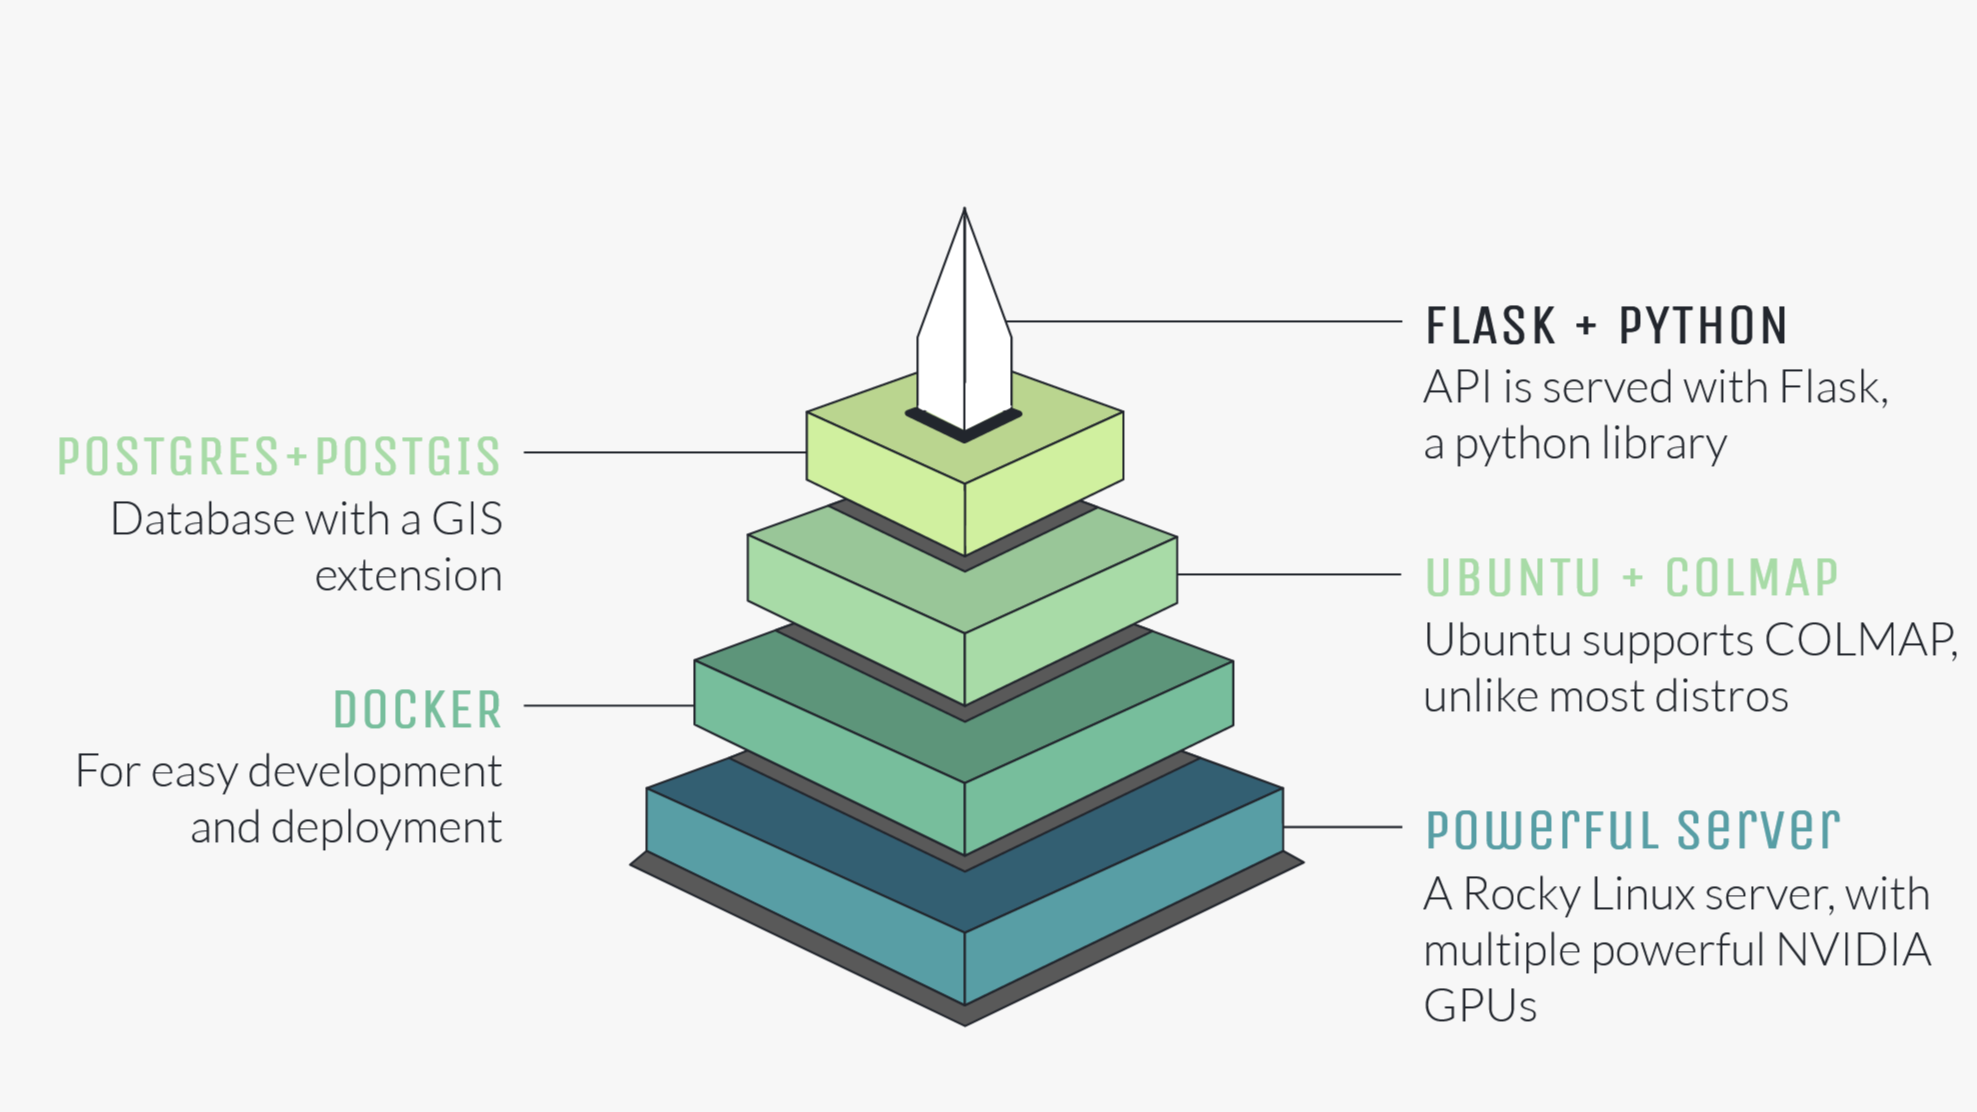 FLASK + PYTHON
API is served with Flask,
a python library
POSTGRES+POSTGIS
Database with a GIS
extension
UBUNTU + COLMAP
Ubuntu supports COLMAP,
unlike most distros
DOCKER
For easy development
and deployment
POWERFUL SERVER
A Rocky Linux server, with
multiple powerful NVIDIA
GPUs